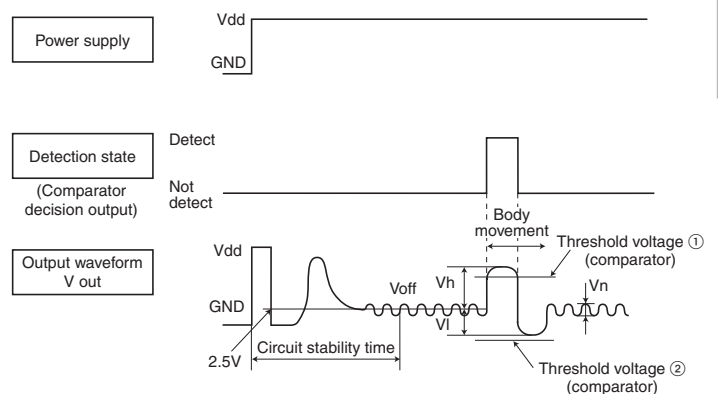 Power supply
Vdd
GND
Detection state
(Comparator
decision output)
Detect
Not
detect
Body
movement
Output waveform
V out
Vdd
GND
2.5V
Circuit stability time
Voff
Vh
Vl
Threshold voltage ①
(comparator)
Vn
Threshold voltage ②
(comparator)